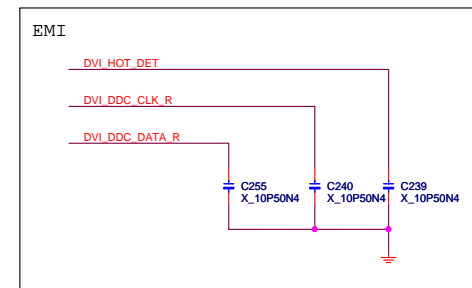 EMI
DVI_HOT_DET
DVI_DDC_CLK_R
DVI_DDC_DATA_R
C255 C240 C239
X_10P50N4 X_10P50N4 X_10P50N4